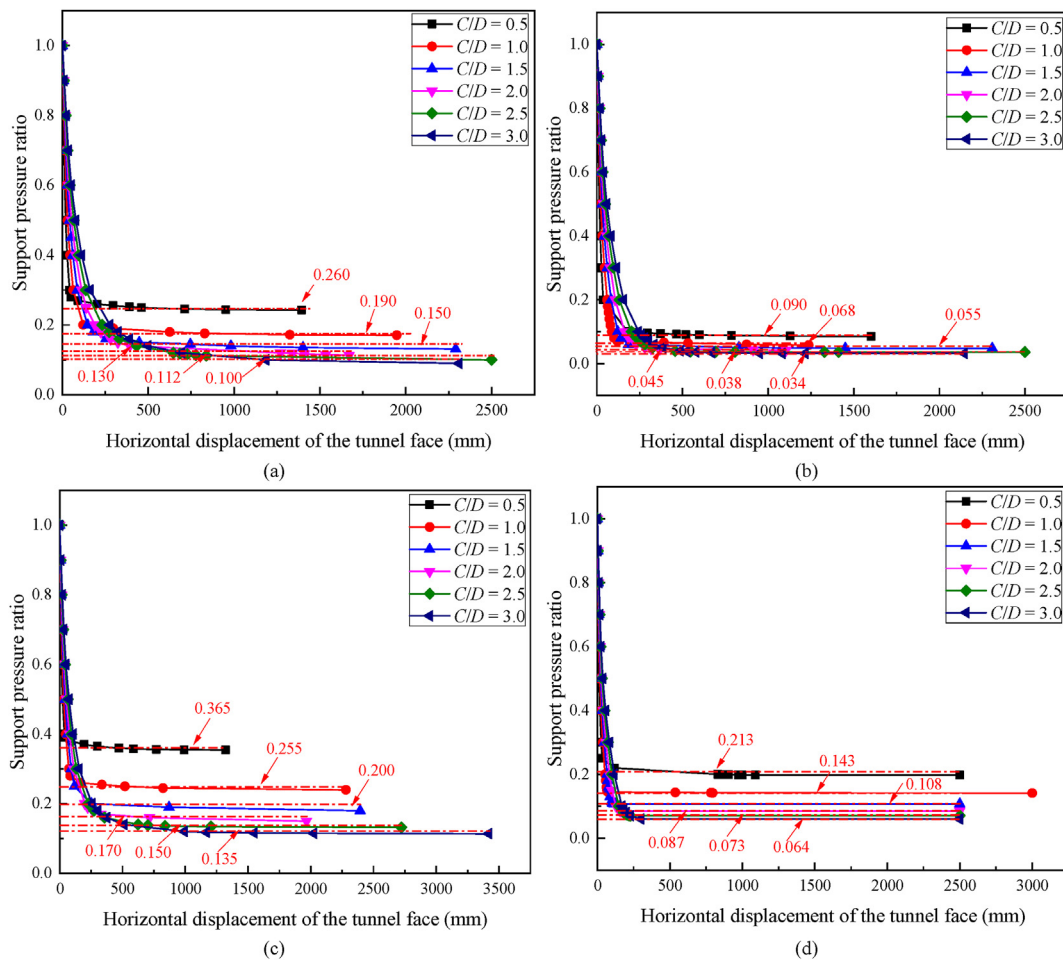 C/D = 0.5
C/D = 1.0
C/D = 1.5
C/D = 2.0
C/D = 2.5
C/D = 3.0
1.0
0.8
0.6
0.4
0.2
0.0
Support pressure ratio
0.260
0.190
0.150
0.130
0.112
0.100
0 500 1000 1500 2000 2500
Horizontal displacement of the tunnel face (mm)
(a)
C/D = 0.5
C/D = 1.0
C/D = 1.5
C/D = 2.0
C/D = 2.5
C/D = 3.0
1.0
0.8
0.6
0.4
0.2
0.0
Support pressure ratio
0.090
0.068
0.055
0.045
0.038
0.034
0 500 1000 1500 2000 2500
Horizontal displacement of the tunnel face (mm)
(b)
C/D = 0.5
C/D = 1.0
C/D = 1.5
C/D = 2.0
C/D = 2.5
C/D = 3.0
1.0
0.8
0.6
0.4
0.2
0.0
Support pressure ratio
0.365
0.255
0.200
0.170
0.150
0.135
0 500 1000 1500 2000 2500 3000 3500
Horizontal displacement of the tunnel face (mm)
(c)
C/D = 0.5
C/D = 1.0
C/D = 1.5
C/D = 2.0
C/D = 2.5
C/D = 3.0
1.0
0.8
0.6
0.4
0.2
0.0
Support pressure ratio
0.213
0.143
0.108
0.087
0.073
0.064
0 500 1000 1500 2000 2500 3000
Horizontal displacement of the tunnel face (mm)
(d)